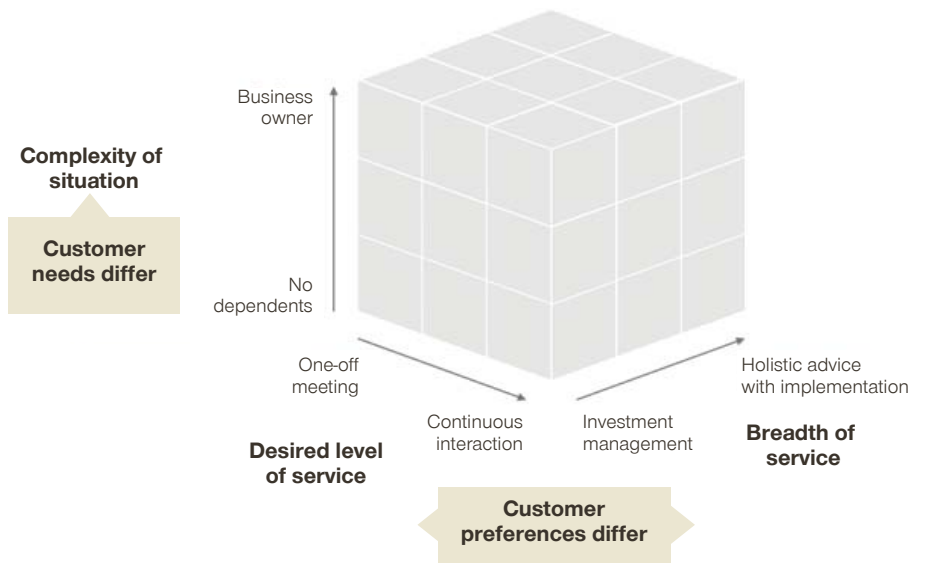 Business
owner
Complexity of
situation
Customer
needs differ
No
dependents
One-off
meeting
Continuous
interaction
Desired level
of service
Investment
management
Holistic advice
with implementation
Breadth of
service
Customer
preferences differ